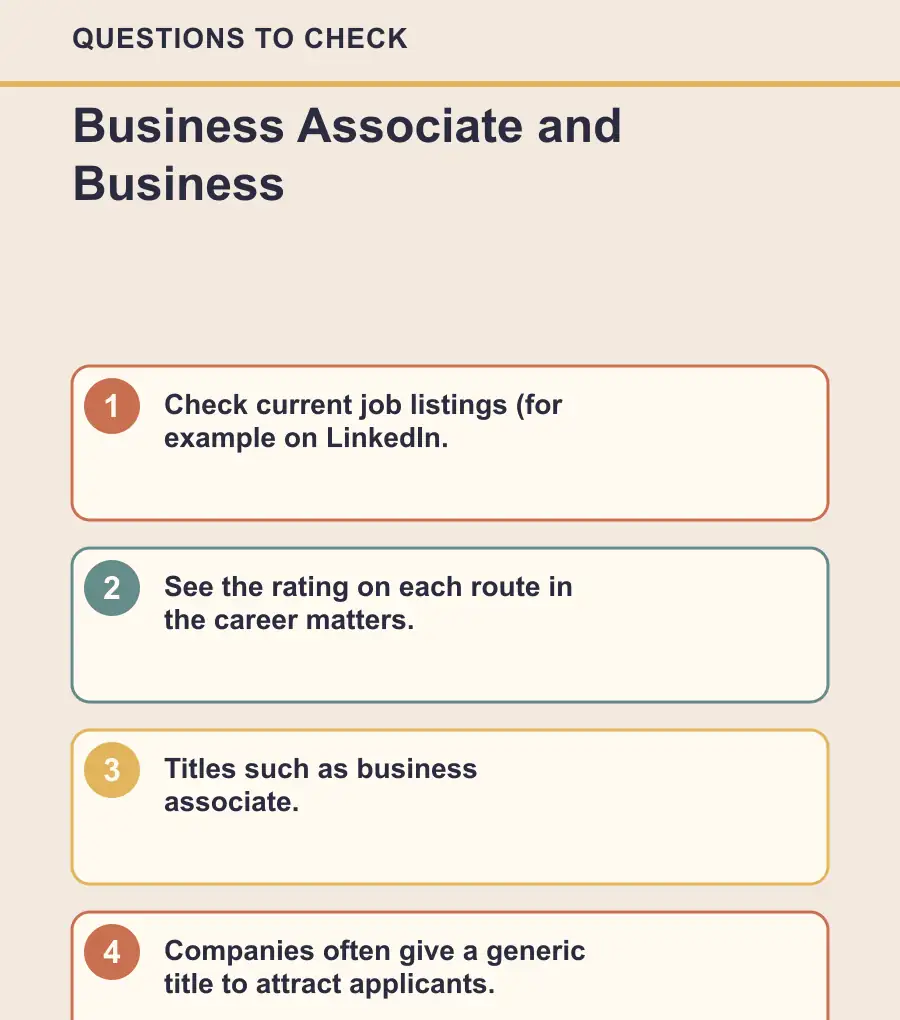 QUESTIONS TO CHECK
Business Associate and
Business
1
Check current job listings (for
example on LinkedIn.
2
See the rating on each route in
the career matters.
3
Titles such as business
associate.
4
Companies often give a generic
title to attract applicants.